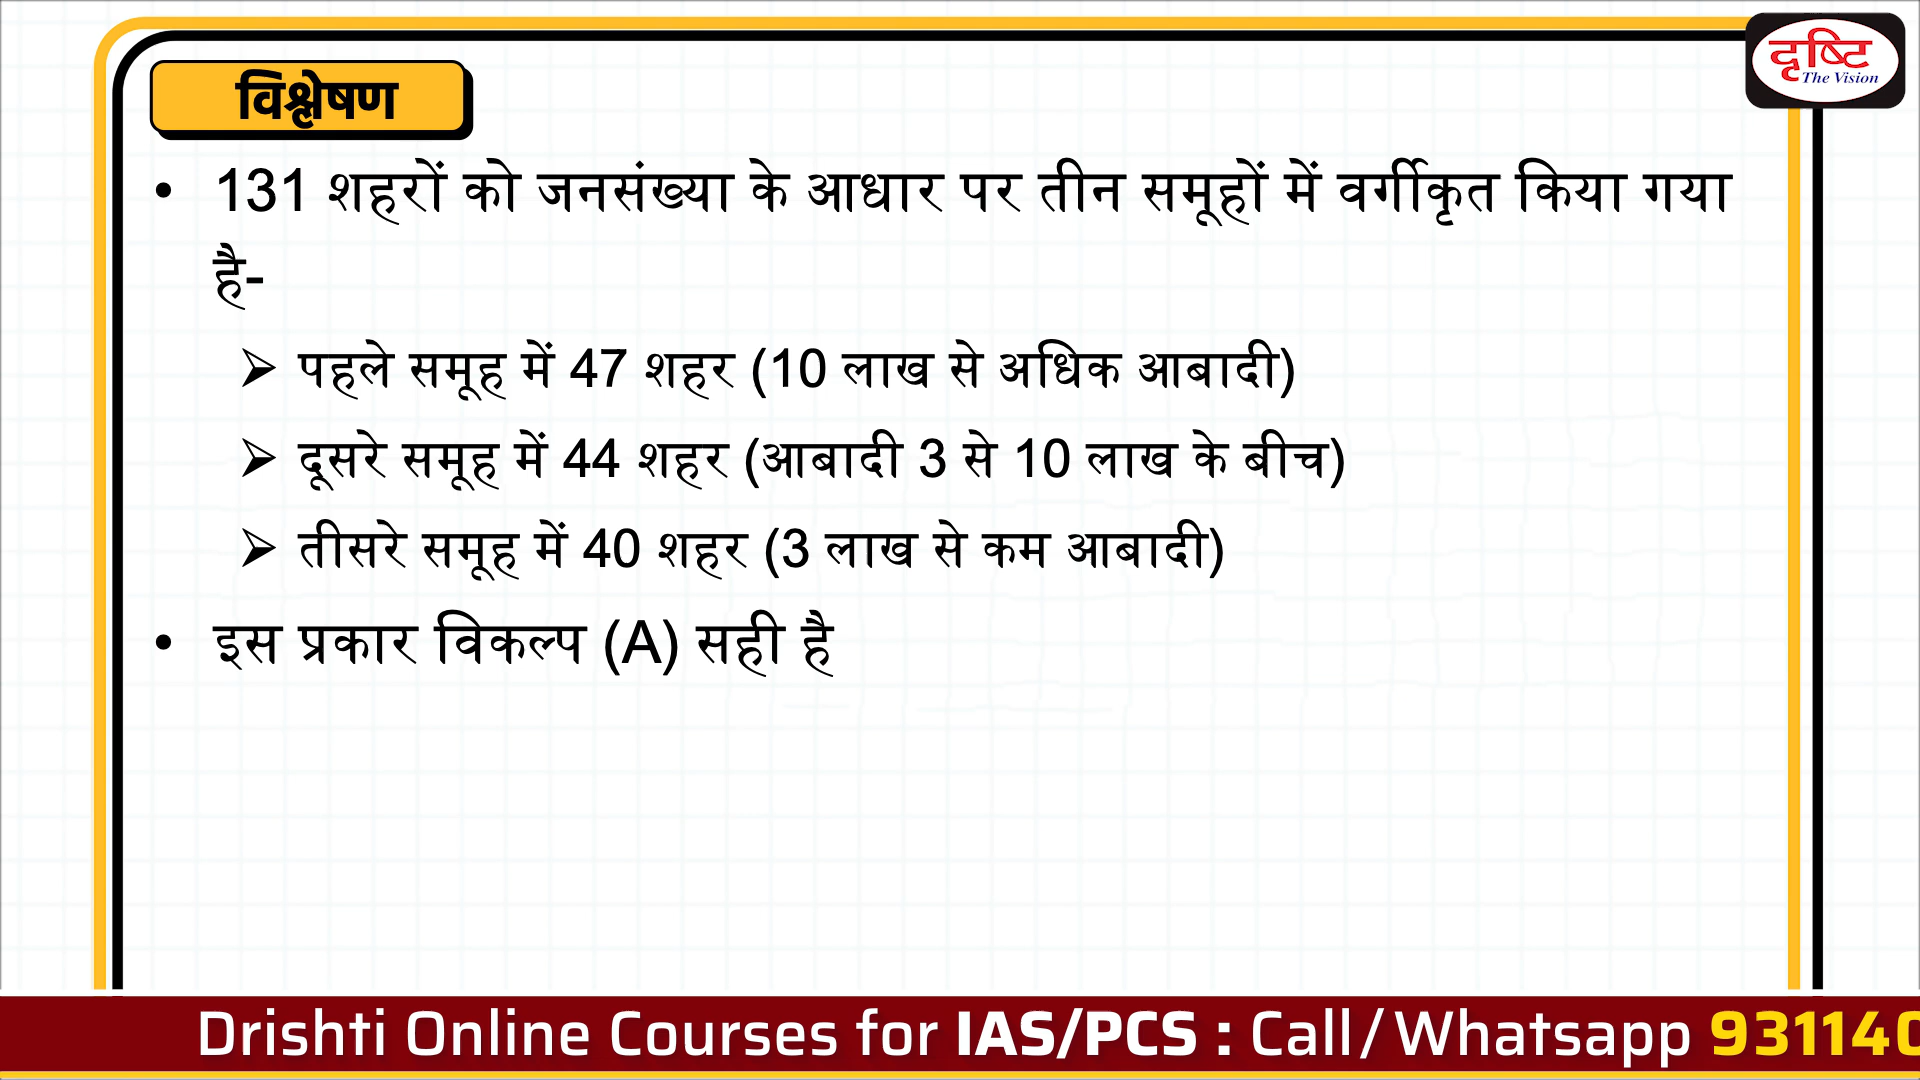 दृष्टि
The Vision
विश्लेषण
• 131 शहरों को जनसंख्या के आधार पर तीन समूहों में वर्गीकृत किया गया
है-
➢ पहले समूह में 47 शहर (10 लाख से अधिक आबादी)
➢ दूसरे समूह में 44 शहर (आबादी 3 से 10 लाख के बीच)
➢ तीसरे समूह में 40 शहर (3 लाख से कम आबादी)
• इस प्रकार विकल्प (A) सही है
Drishti Online Courses for IAS/PCS : Call/Whatsapp 93114